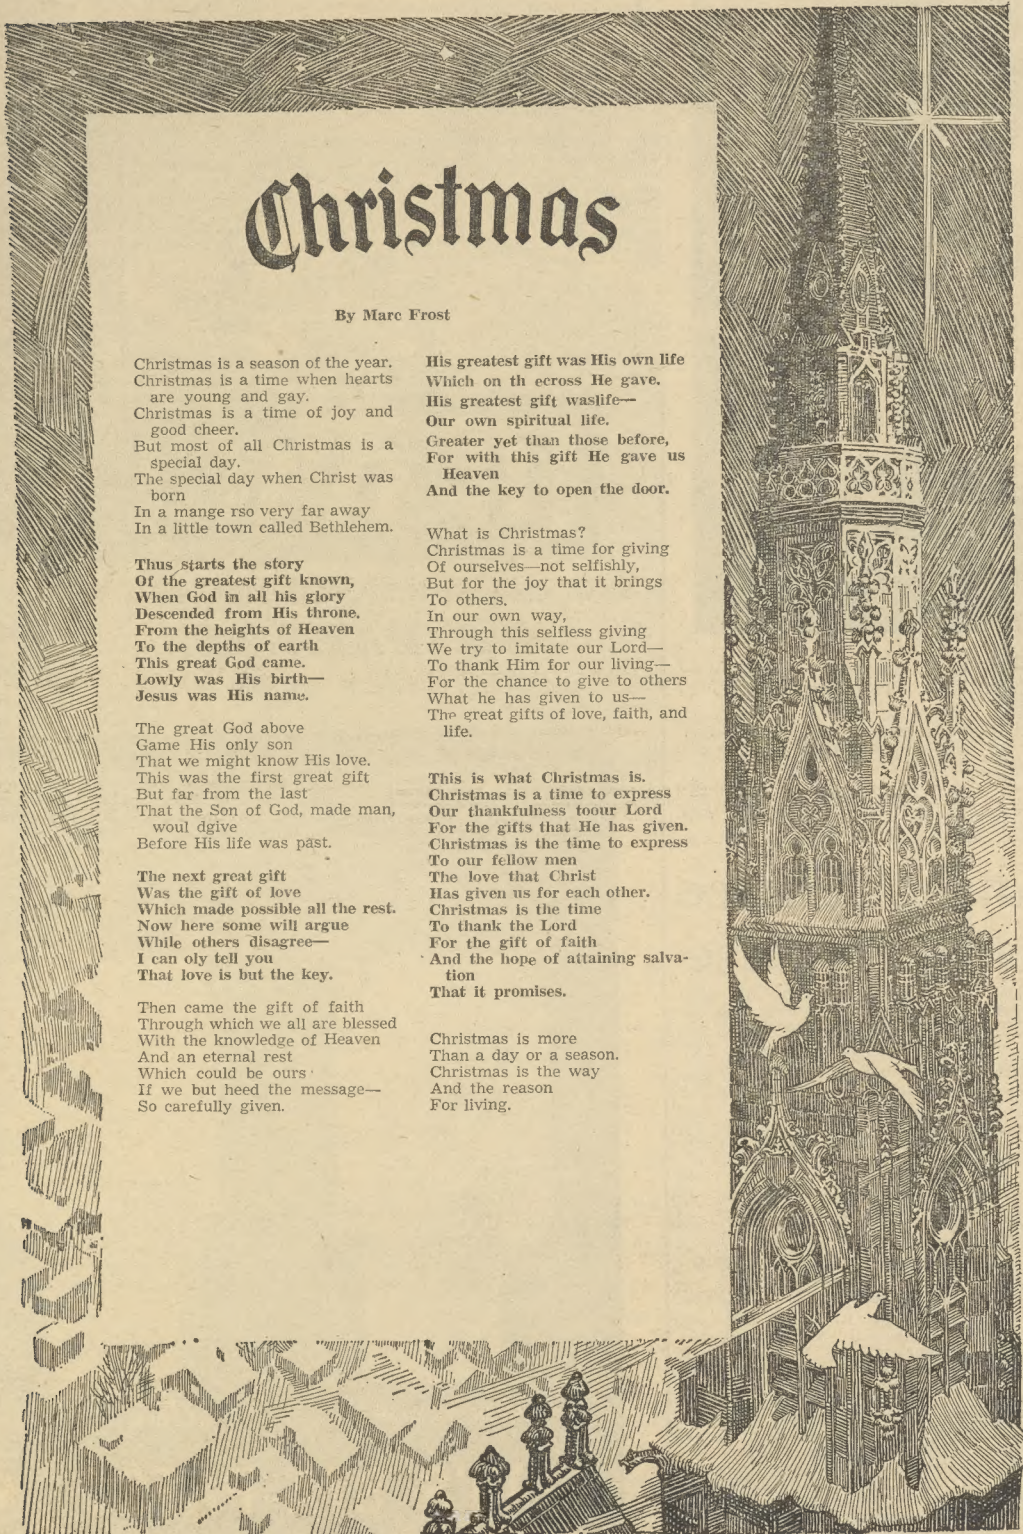 Christmas
By Marc Frost
Christmas is a season of the year.
Christmas is a time when hearts
are young and gay.
Christmas is a time of joy and
good cheer.
But most of all Christmas is a
special day.
The special day when Christ was
born
In a mange rso very far away
In a little town called Bethlehem.
Thus starts the story
Of the greatest gift known,
When God in all his glory
Descended from His throne.
From the heights of Heaven
To the depths of earth
This great God came.
Lowly was His birth—
Jesus was His name.
The great God above
Game His only son
That we might know His love.
This was the first great gift
But far from the last
That the Son of God, made man,
woul dgive
Before His life was past.
The next great gift
Was the gift of love
Which made possible all the rest.
Now here some will argue
While others disagree—
I can oly tell you
That love is but the key.
Then came the gift of faith
Through which we all are blessed
With the knowledge of Heaven
And an eternal rest
Which could be ours
If we but heed the message—
So carefully given.
His greatest gift was His own life
Which on th ecross He gave.
His greatest gift waslife—
Our own spiritual life.
Greater yet than those before,
For with this gift He gave us
Heaven
And the key to open the door.
What is Christmas?
Christmas is a time for giving
Of ourselves—not selfishly,
But for the joy that it brings
To others.
In our own way,
Through this selfless giving
We try to imitate our Lord—
To thank Him for our living—
For the chance to give to others
What he has given to us—
The great gifts of love, faith, and
life.
This is what Christmas is.
Christmas is a time to express
Our thankfulness toour Lord
For the gifts that He has given.
Christmas is the time to express
To our fellow men
The love that Christ
Has given us for each other.
Christmas is the time
To thank the Lord
For the gift of faith
And the hope of attaining salva-
tion
That it promises.
Christmas is more
Than a day or a season.
Christmas is the way
And the reason
For living.